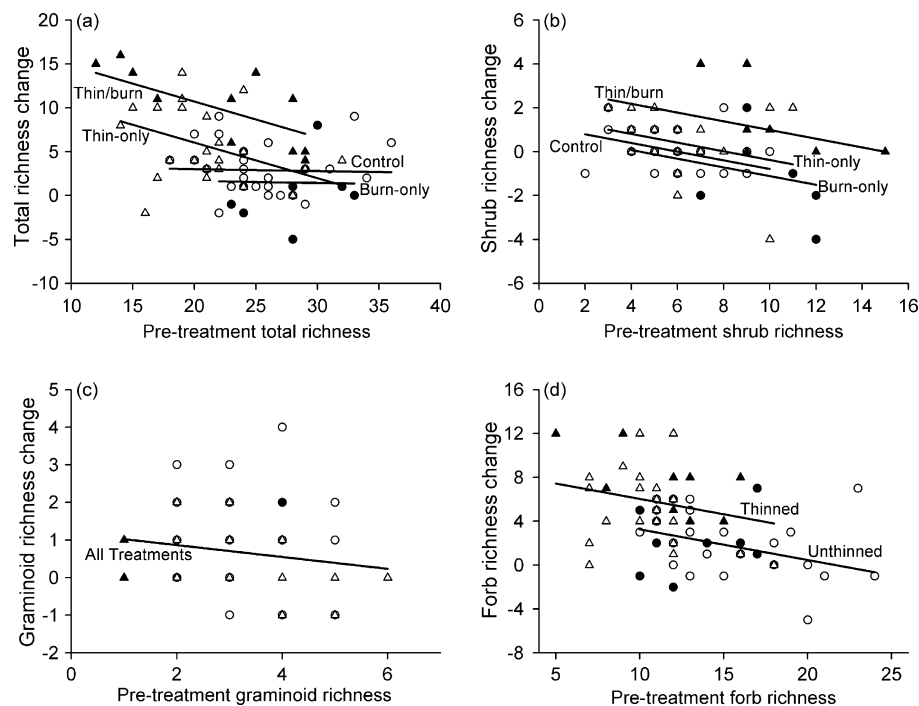 (a)
Total richness change
20
15
10
5
0
-5
-10
Thin/burn
Thin-only
Control
Burn-only
10 15 20 25 30 35 40
Pre-treatment total richness
(b)
Shrub richness change
6
4
2
0
-2
-4
-6
Thin/burn
Control
Thin-only
Burn-only
0 2 4 6 8 10 12 14 16
Pre-treatment shrub richness
(c)
Graminoid richness change
5
4
3
2
1
0
-1
-2
All Treatments
0 2 4 6
Pre-treatment graminoid richness
(d)
Forb richness change
16
12
8
4
0
-4
-8
Thinned
Unthinned
5 10 15 20 25
Pre-treatment forb richness